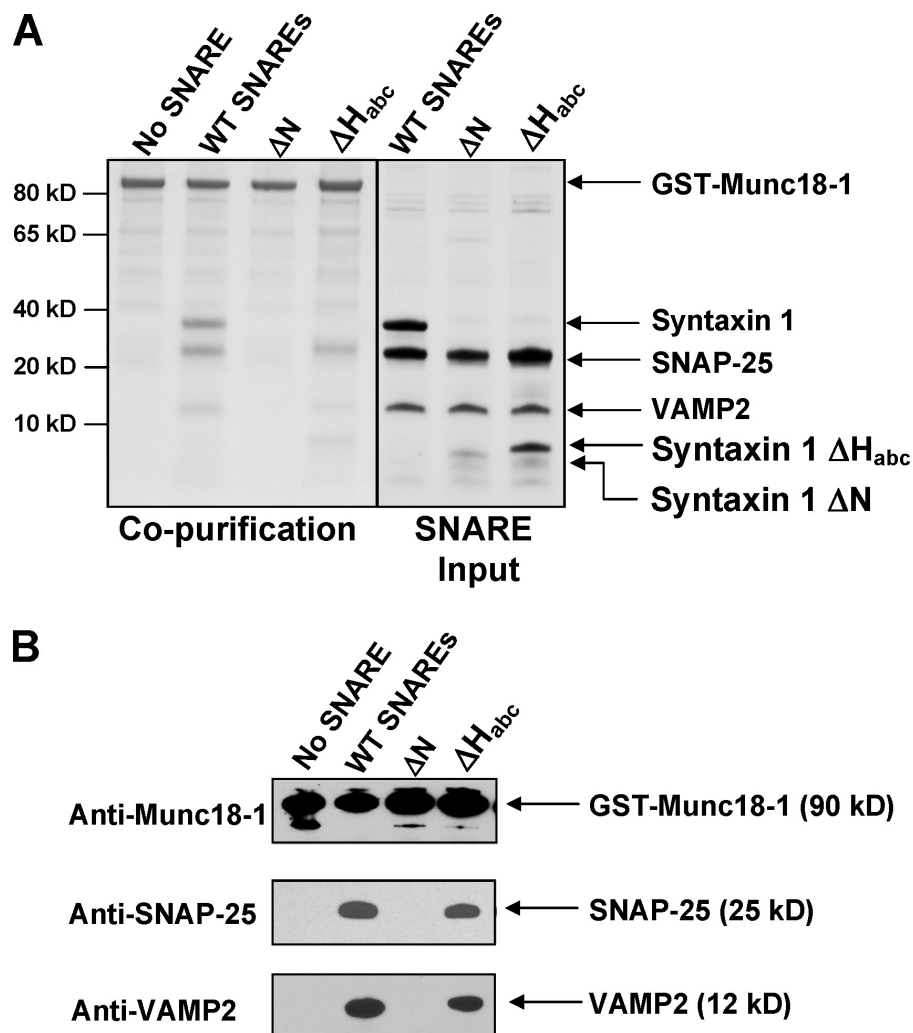 A
No SNARE
WT SNAREs
ΔN
ΔHabc
WT SNAREs
ΔN
ΔHabc
80 kD
65 kD
40 kD
20 kD
10 kD
GST-Munc18-1
Syntaxin 1
SNAP-25
VAMP2
Syntaxin 1 ΔHabc
Syntaxin 1 ΔN
Co-purification
SNARE
Input
B
No SNARE
WT SNAREs
ΔN
ΔHabc
Anti-Munc18-1
GST-Munc18-1 (90 kD)
Anti-SNAP-25
SNAP-25 (25 kD)
Anti-VAMP2
VAMP2 (12 kD)